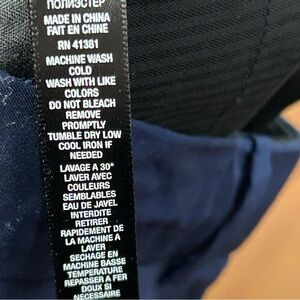 ПОЛИЭСТЕР
MADE IN CHINA
FAIT EN CHINE
RN 41381
MACHINE WASH
COLD
WASH WITH LIKE
COLORS
DO NOT BLEACH
REMOVE
PROMPTLY
TUMBLE DRY LOW
COOL IRON IF
NEEDED
LAVAGE A 30°
LAVER AVEC
COULEURS
SEMBLABLES
EAU DE JAVEL
INTERDITE
RETIRER
RAPIDEMENT DE
LA MACHINE A
LAVER
SECHAGE EN
MACHINE BASSE
TEMPERATURE
REPASSER A FER
DOUX SI
NECESSAIRE